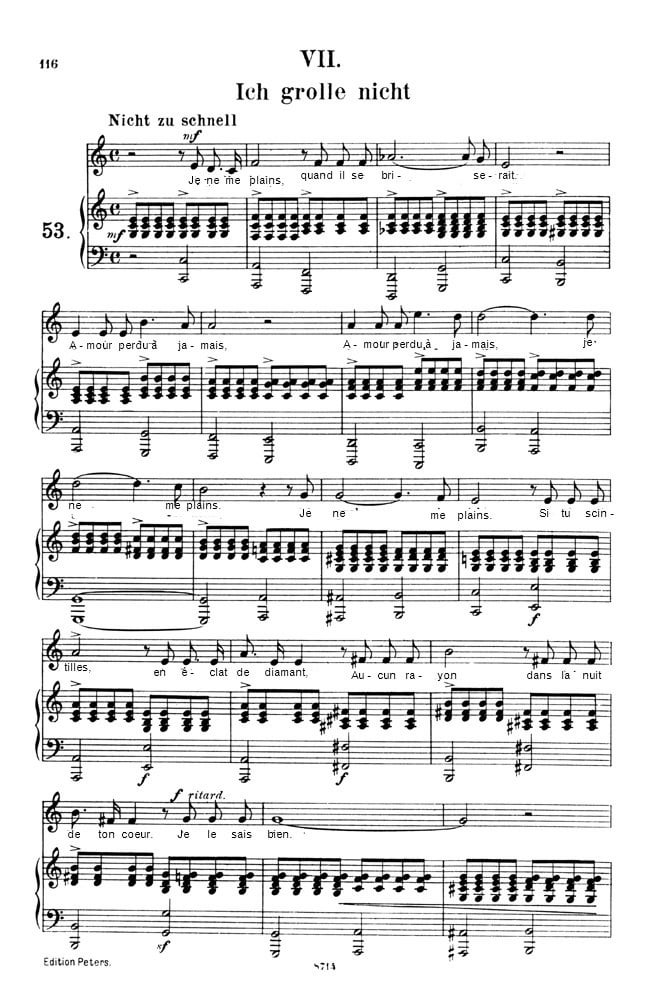 116
VII.
Ich grolle nicht
Nicht zu schnell
mf
Je ne me plains, quand il se bri- serait.
53.
mf
A-mour perdu à ja-mais, A-mour perdu à ja-mais, je
ne me plains. Je ne me plains. Si tu scin-
tilles, en é-clat de diamant, Au-cun ra-yon dans la nuit
f
f
f ritard.
de ton coeur. Je le sais bien.
sf
Edition Peters.
8714